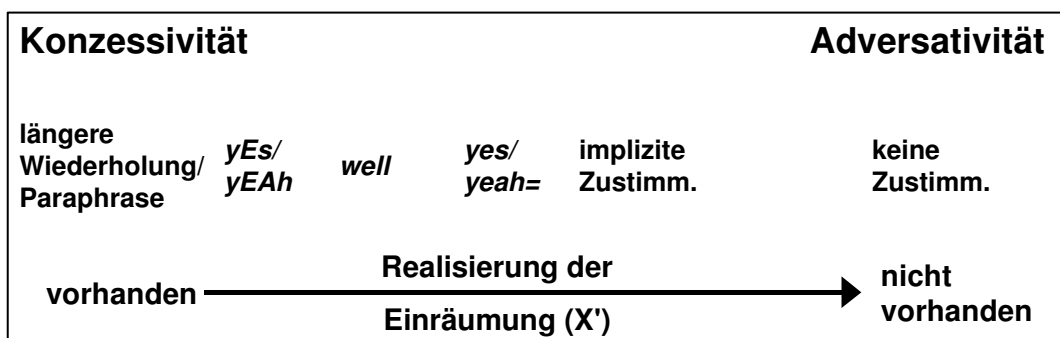 Konzessivität Adversativität
längere
Wiederholung/
Paraphrase
yEs/
yEAh
well
yes/
yeah=
implizite
Zustimm.
keine
Zustimm.
vorhanden
Realisierung der
Einräumung (X')
nicht
vorhanden